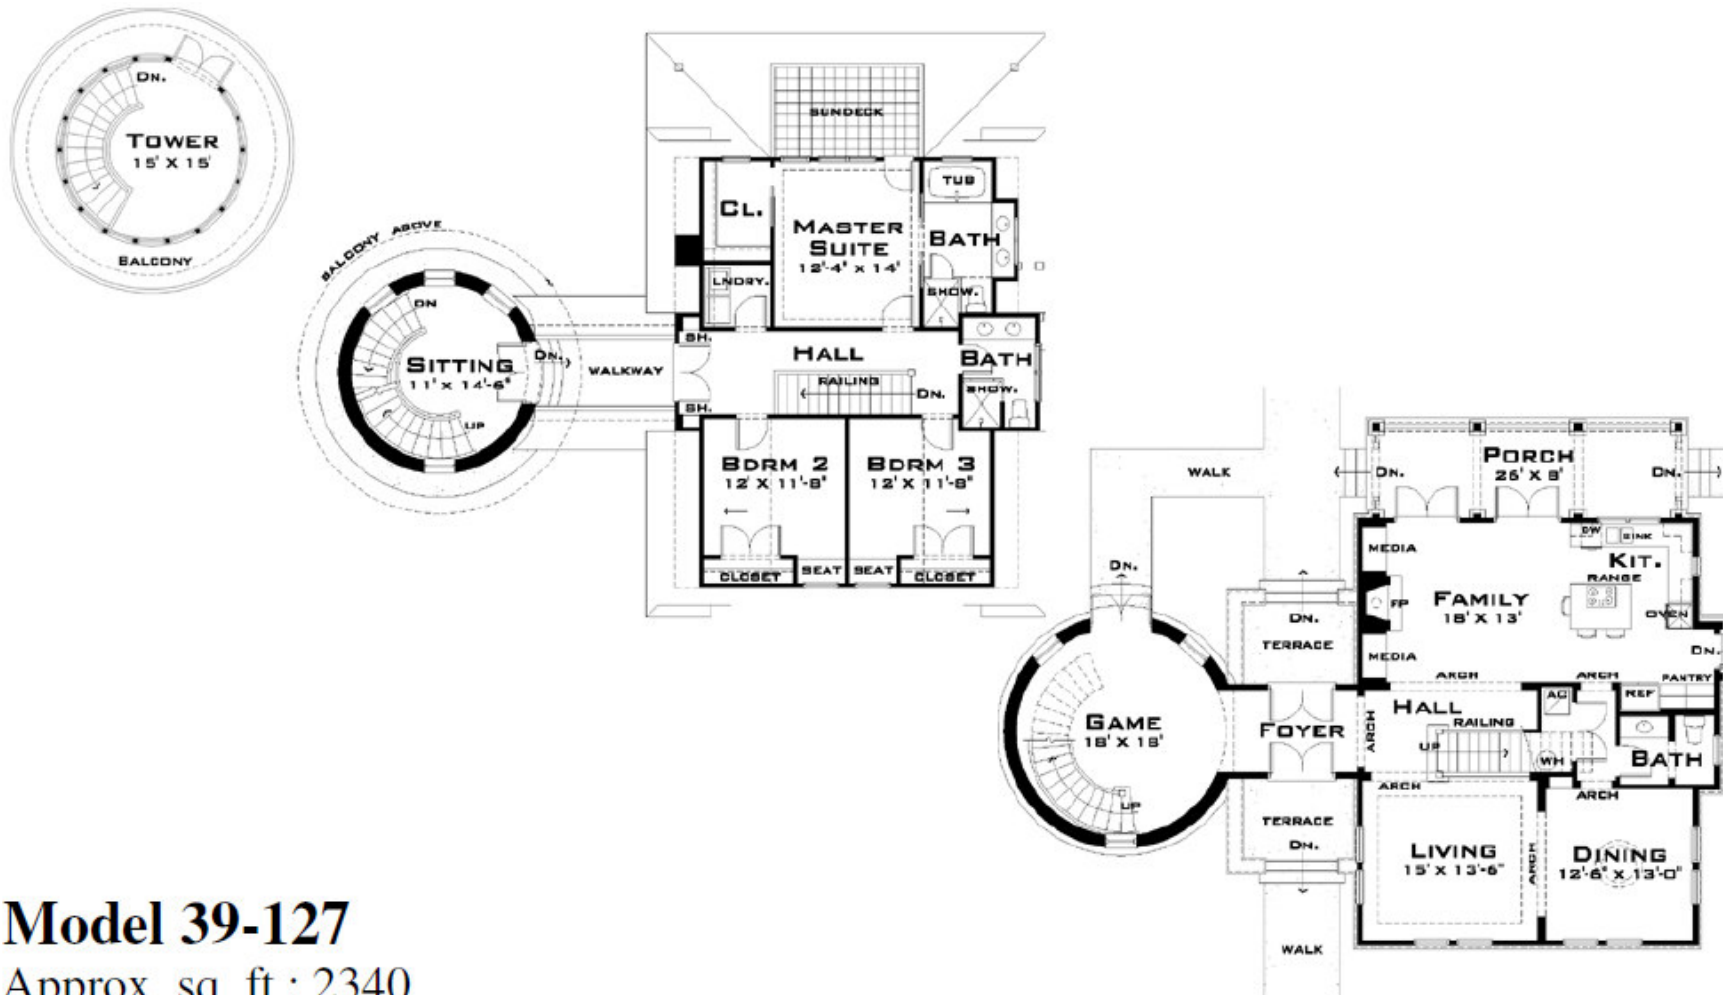 DN.
TOWER
15' X 15'
BALCONY
SUNDECK
CL.
MASTER
SUITE
12'-4" X 14'
TUB
BATH
SHOW.
LNDRY.
BALCONY ABOVE
DN
SITTING
11' X 14'-6"
UP
DN.
WALKWAY
SH.
SH.
HALL
RAILING
DN.
BATH
SHOW.
BDRM 2
12' X 11'-8"
BDRM 3
12' X 11'-8"
CLOSET
SEAT
SEAT
CLOSET
WALK
DN.
PORCH
26' X 8'
DN.
DN.
MEDIA
DW
SINK
KIT.
RANGE
FAMILY
18' X 13'
FP
OVEN
MEDIA
DN.
ARCH
ARCH
PANTRY
REF
DN.
TERRACE
GAME
18' X 18'
UP
FOYER
ARCH
HALL
RAILING
UP
AC
WH
BATH
ARCH
ARCH
TERRACE
DN.
LIVING
15' X 13'-6"
ARCH
DINING
12'-6" X 13'-0"
WALK
Model 39-127
Approx. sq. ft.: 2340